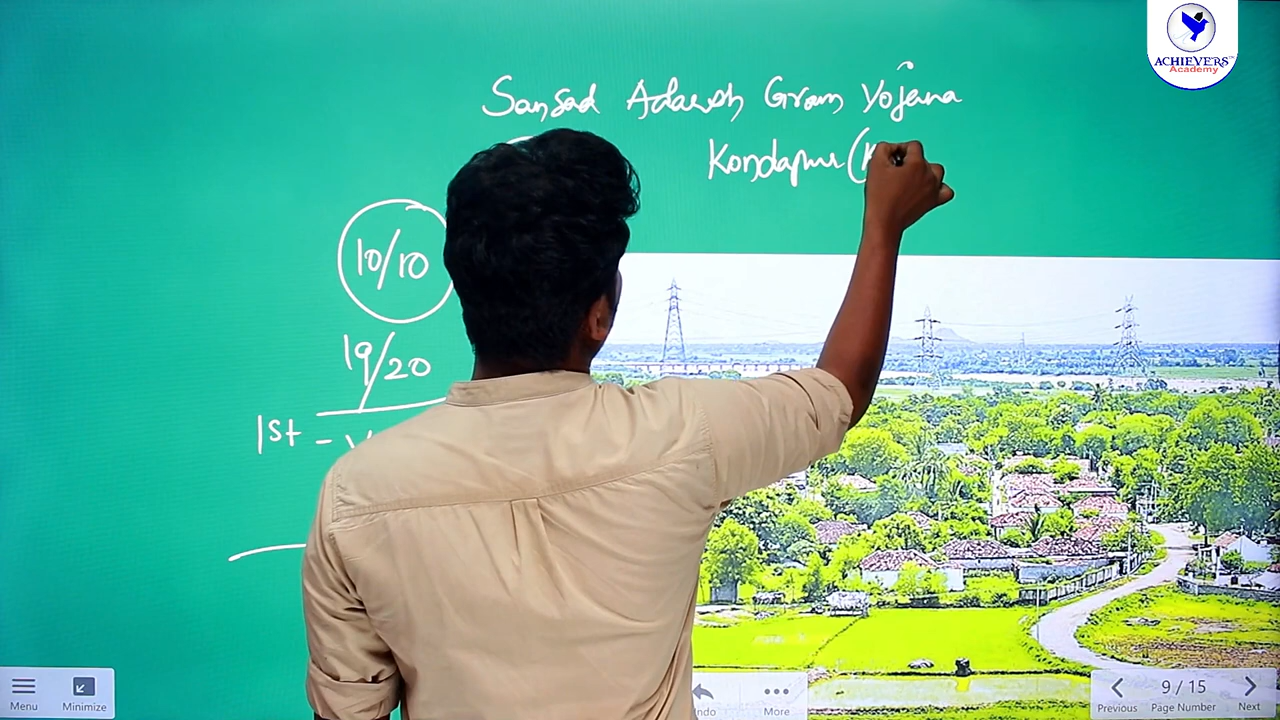 ACHIEVERS
Academy
Sansad Adarsh Gram Yojana
Kondapur (K
10/10
19/20
1st -
Menu
Minimize
More
Previous
9 / 15
Page Number
Next